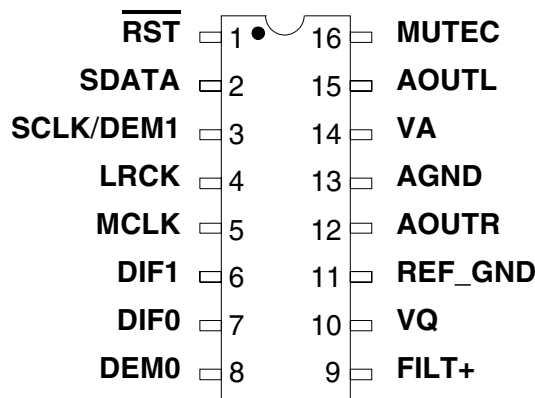 RST 1 16 MUTEC
SDATA 2 15 AOUTL
SCLK/DEM1 3 14 VA
LRCK 4 13 AGND
MCLK 5 12 AOUTR
DIF1 6 11 REF_GND
DIF0 7 10 VQ
DEM0 8 9 FILT+